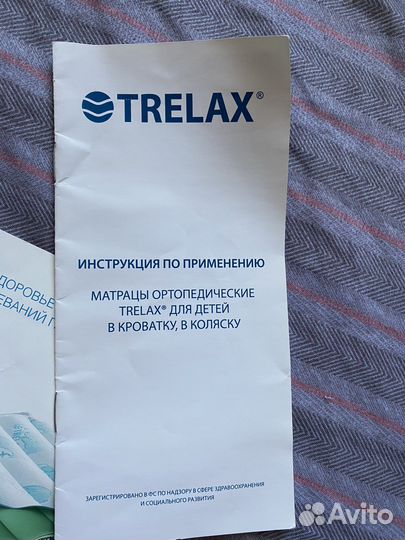 TRELAX®
ИНСТРУКЦИЯ ПО ПРИМЕНЕНИЮ
МАТРАЦЫ ОРТОПЕДИЧЕСКИЕ
TRELAX® ДЛЯ ДЕТЕЙ
В КРОВАТКУ, В КОЛЯСКУ
ЗАРЕГИСТРИРОВАНО В ФС ПО НАДЗОРУ В СФЕРЕ ЗДРАВООХРАНЕНИЯ
И СОЦИАЛЬНОГО РАЗВИТИЯ
Avito